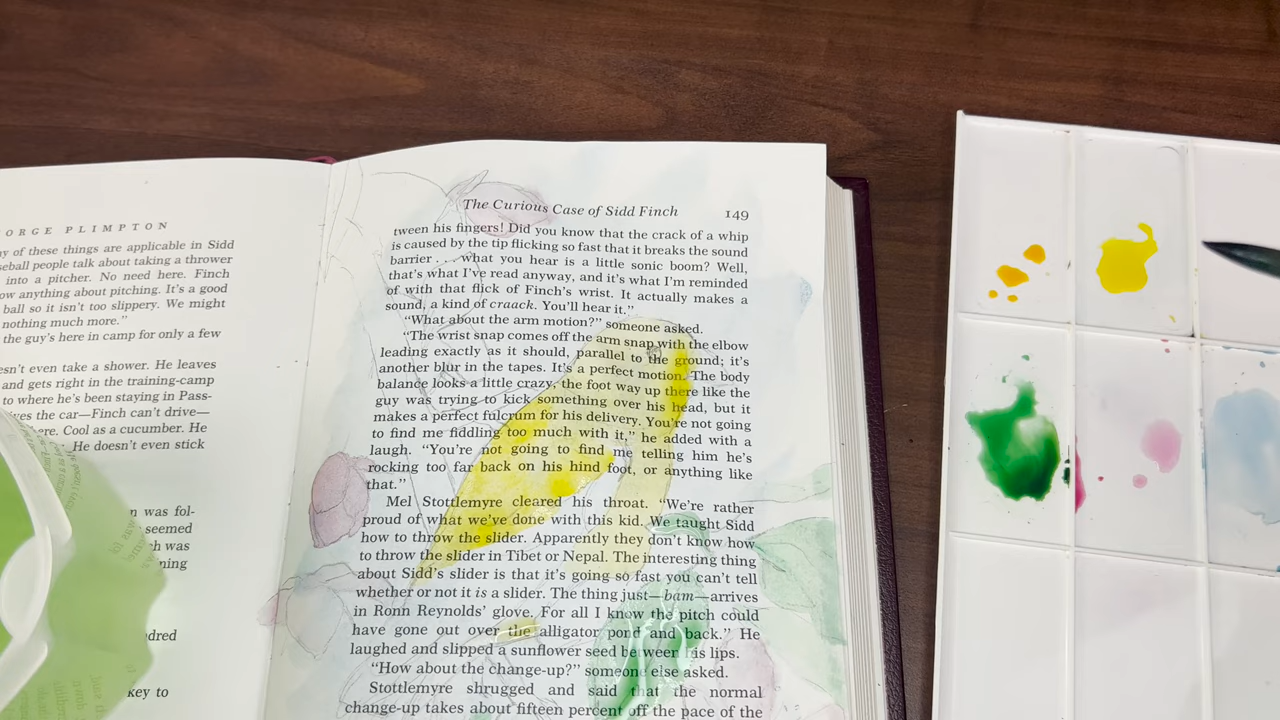 ORGE PLIMPTON
y of these things are applicable in Sidd
seball people talk about taking a thrower
into a pitcher. No need here. Finch
ow anything about pitching. It's a good
ball so it isn't too slippery. We might
nothing much more."
the guy's here in camp for only a few
esn't even take a shower. He leaves
and gets right in the training-camp
to where he's been staying in Pass-
ves the car—Finch can't drive—
ere. Cool as a cucumber. He
He doesn't even stick
n was fol-
seemed
ch was
ning
dred
key to
The Curious Case of Sidd Finch 149
tween his fingers! Did you know that the crack of a whip
is caused by the tip flicking so fast that it breaks the sound
barrier . . . what you hear is a little sonic boom? Well,
that's what I've read anyway, and it's what I'm reminded
of with that flick of Finch's wrist. It actually makes a
sound, a kind of craack. You'll hear it."
"What about the arm motion?" someone asked.
"The wrist snap comes off the arm snap with the elbow
leading exactly as it should, parallel to the ground; it's
another blur in the tapes. It's a perfect motion. The body
balance looks a little crazy, the foot way up there like the
guy was trying to kick something over his head, but it
makes a perfect fulcrum for his delivery. You're not going
to find me fiddling too much with it," he added with a
laugh. "You're not going to find me telling him he's
rocking too far back on his hind foot, or anything like
that."
Mel Stottlemyre cleared his throat. "We're rather
proud of what we've done with this kid. We taught Sidd
how to throw the slider. Apparently they don't know how
to throw the slider in Tibet or Nepal. The interesting thing
about Sidd's slider is that it's going so fast you can't tell
whether or not it is a slider. The thing just—bam—arrives
in Ronn Reynolds' glove. For all I know the pitch could
have gone out over the alligator pond and back." He
laughed and slipped a sunflower seed between his lips.
"How about the change-up?" someone else asked.
Stottlemyre shrugged and said that the normal
change-up takes about fifteen percent off the pace of the